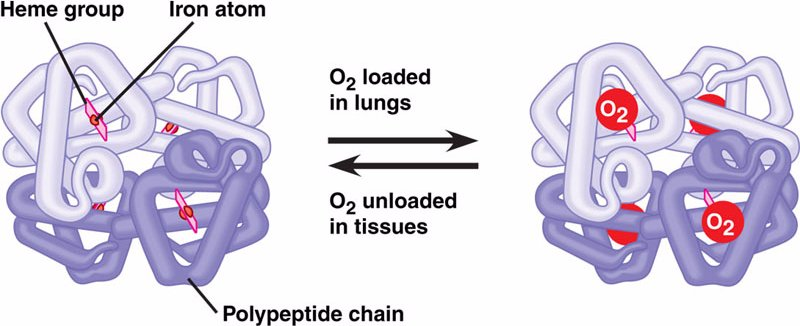 Heme group
Iron atom
O2 loaded
in lungs
O2 unloaded
in tissues
Polypeptide chain
O2
O2